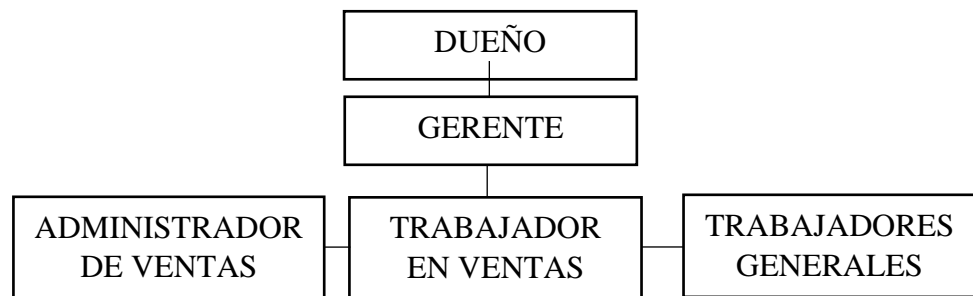 DUEÑO
GERENTE
ADMINISTRADOR
DE VENTAS
TRABAJADOR
EN VENTAS
TRABAJADORES
GENERALES